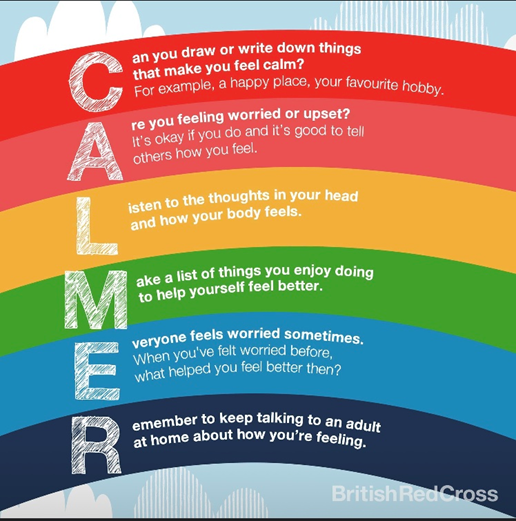 Can you draw or write down things
that make you feel calm?
For example, a happy place, your favourite hobby.
Are you feeling worried or upset?
It's okay if you do and it's good to tell
others how you feel.
Listen to the thoughts in your head
and how your body feels.
Make a list of things you enjoy doing
to help yourself feel better.
Everyone feels worried sometimes.
When you've felt worried before,
what helped you feel better then?
Remember to keep talking to an adult
at home about how you're feeling.
BritishRedCross